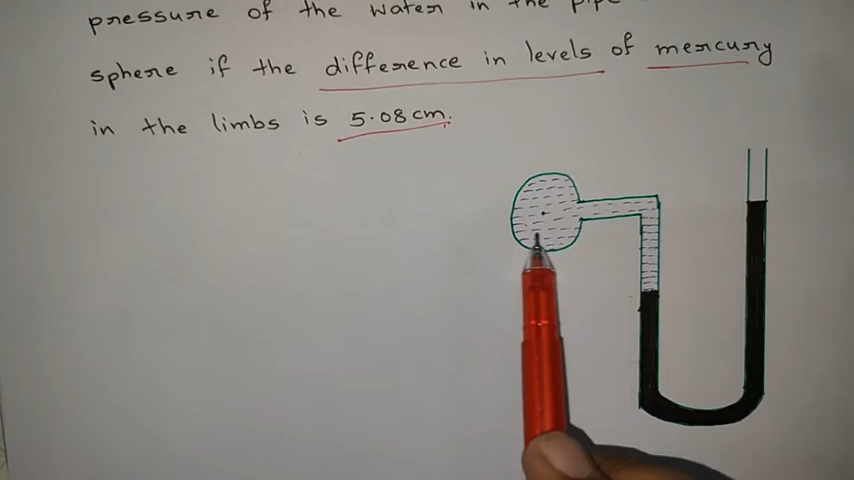 pressure of the water in the pipe
sphere if the difference in levels of mercury
in the limbs is 5.08 cm.